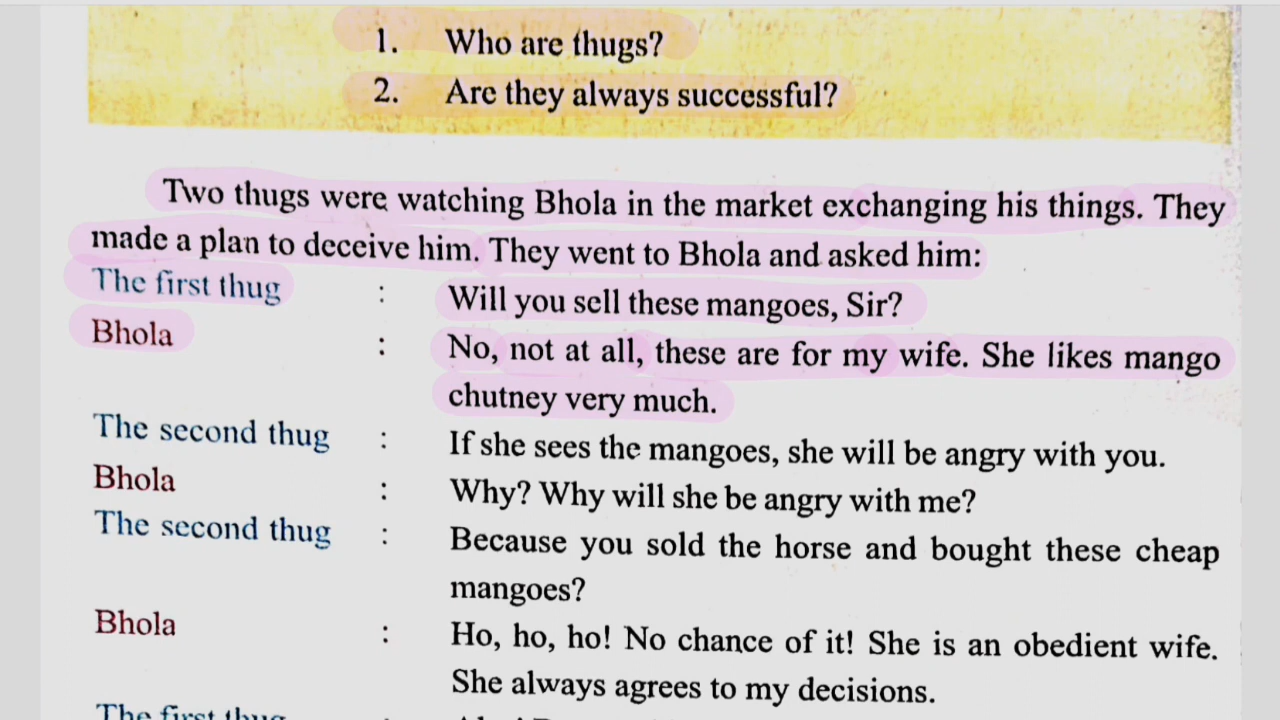 1. Who are thugs?
2. Are they always successful?
Two thugs were watching Bhola in the market exchanging his things. They
made a plan to deceive him. They went to Bhola and asked him:
The first thug : Will you sell these mangoes, Sir?
Bhola : No, not at all, these are for my wife. She likes mango
chutney very much.
The second thug : If she sees the mangoes, she will be angry with you.
Bhola : Why? Why will she be angry with me?
The second thug : Because you sold the horse and bought these cheap
mangoes?
Bhola : Ho, ho, ho! No chance of it! She is an obedient wife.
She always agrees to my decisions.
The first thug :